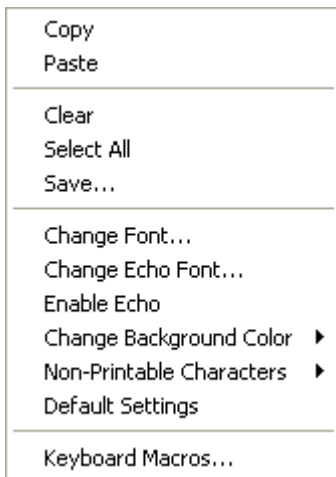 Copy
Paste
Clear
Select All
Save...
Change Font...
Change Echo Font...
Enable Echo
Change Background Color
Non-Printable Characters
Default Settings
Keyboard Macros...